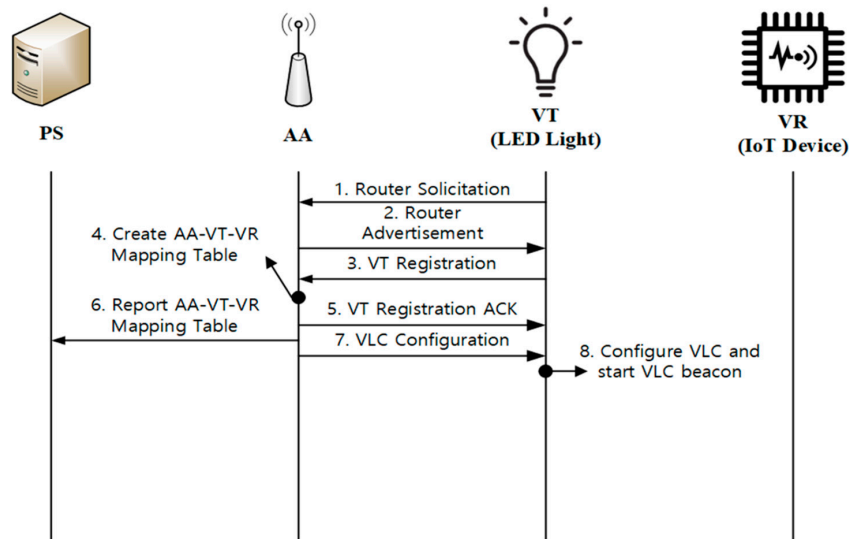 PS
AA
VT
(LED Light)
VR
(IoT Device)
1. Router Solicitation
2. Router
Advertisement
3. VT Registration
4. Create AA-VT-VR
Mapping Table
5. VT Registration ACK
6. Report AA-VT-VR
Mapping Table
7. VLC Configuration
8. Configure VLC and
start VLC beacon